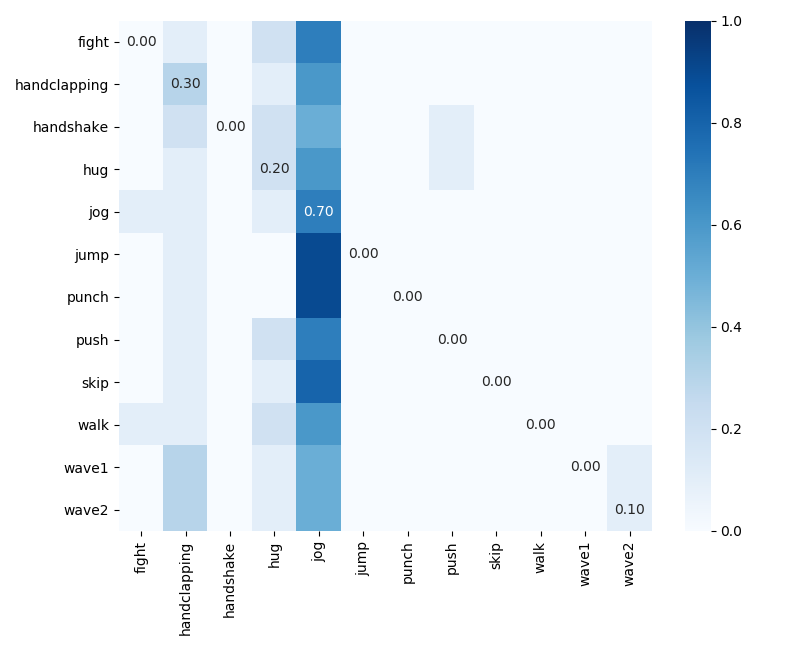 fight 0.00 1.0
handclapping 0.30
handshake 0.00 0.8
hug 0.20
jog 0.70 0.6
jump 0.00
punch 0.00 0.4
push 0.00
skip 0.00
walk 0.00 0.2
wave1 0.00
wave2 0.10 0.0
fight handclapping handshake hug jog jump punch push skip walk wave1 wave2